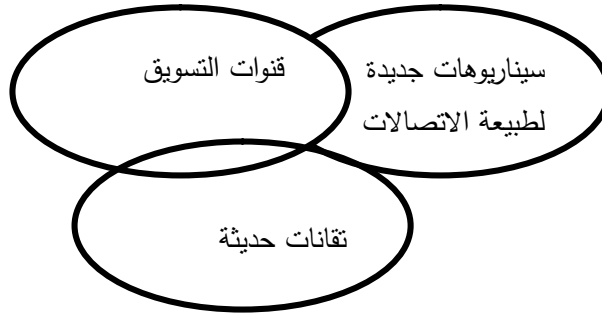 سيناريوهات جديدة
لطبيعة الاتصالات
قنوات التسويق
تقانات حديثة